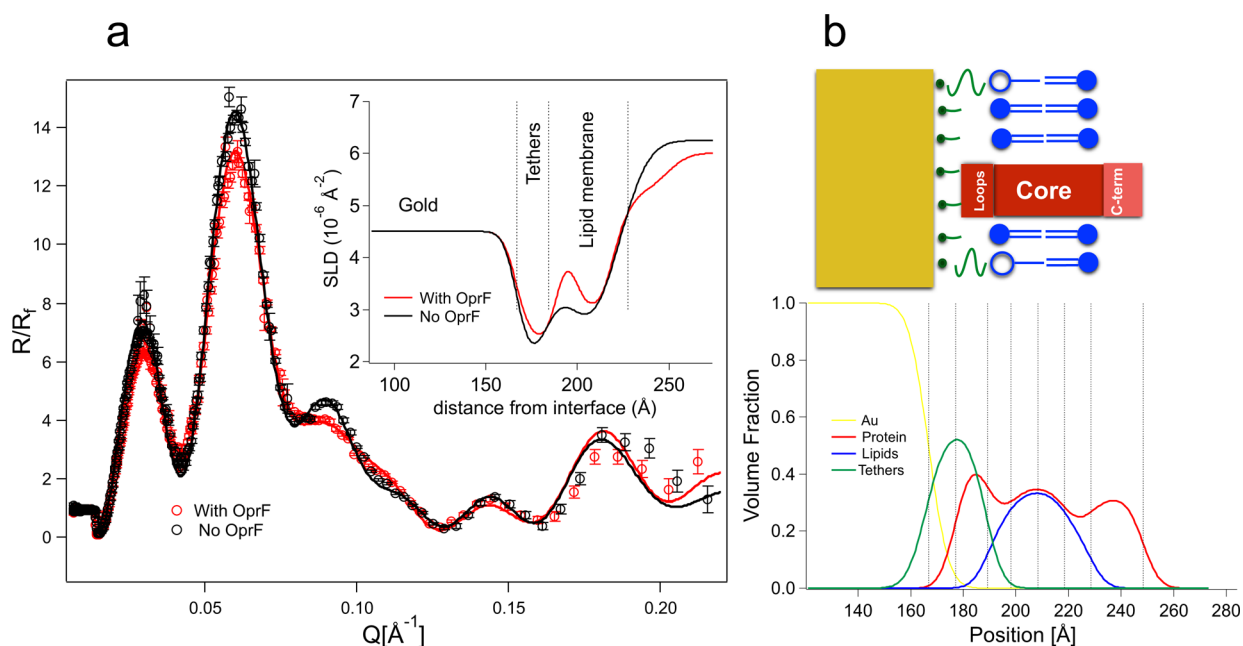 a
R/Rf
14
12
10
8
6
4
2
0
0.05
0.10
0.15
0.20
Q[Å⁻¹]
With OprF
No OprF
SLD (10⁻⁶ Å⁻²)
6
5
4
3
2
100
150
200
250
distance from interface (Å)
Gold
Tethers
Lipid membrane
With OprF
No OprF
b
Loops
Core
C-term
Volume Fraction
1.0
0.8
0.6
0.4
0.2
0.0
Au
Protein
Lipids
Tethers
140
160
180
200
220
240
260
280
Position [Å]